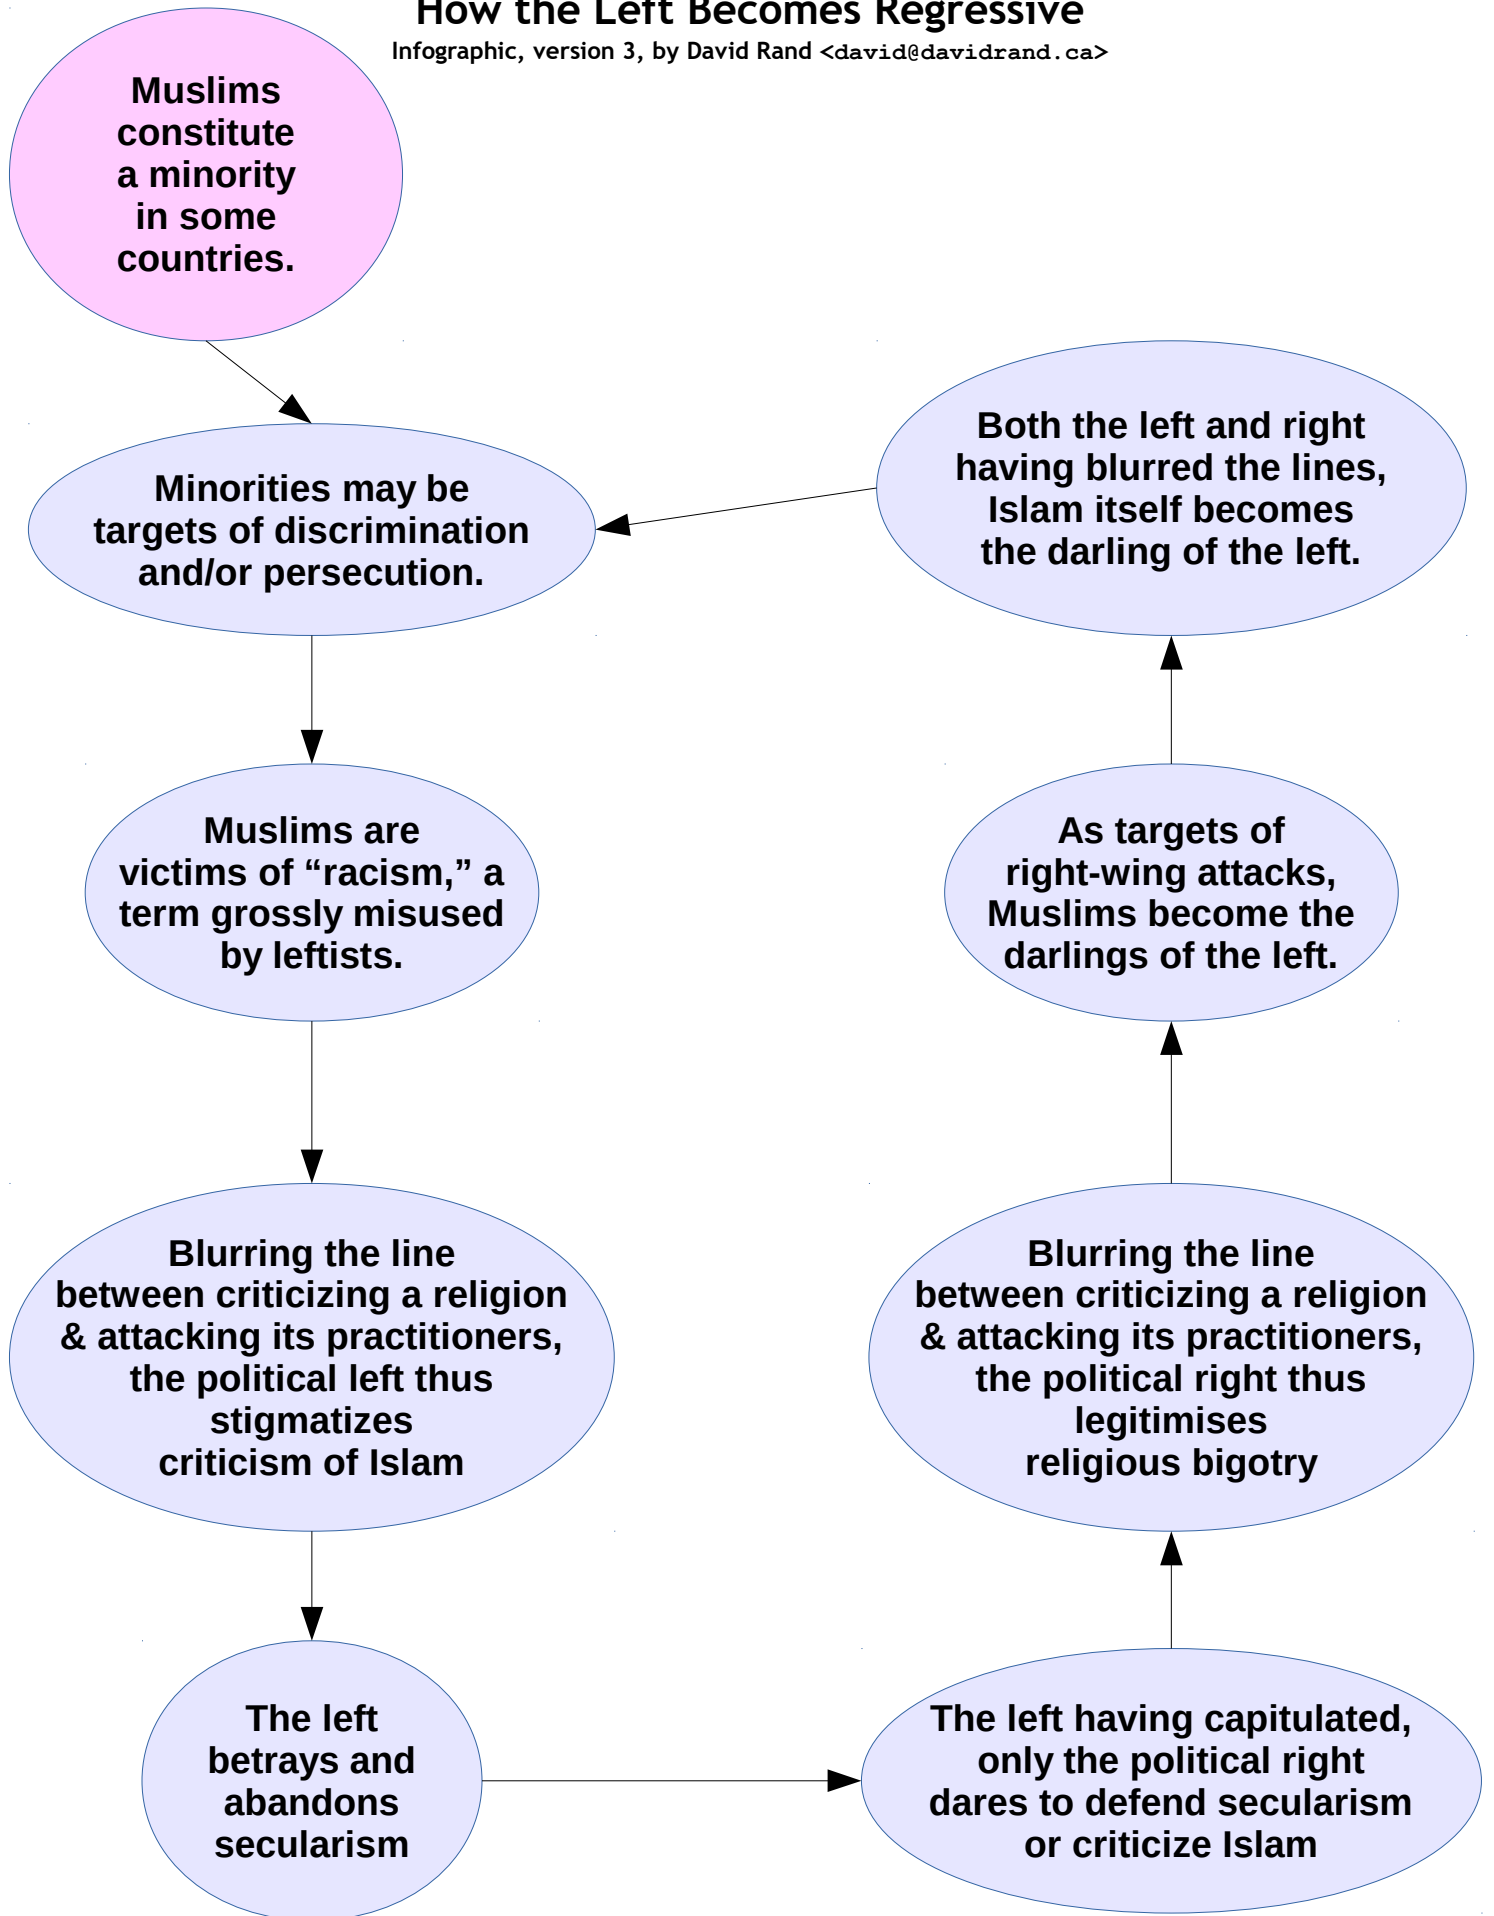 How the Left Becomes Regressive
Infographic, version 3, by David Rand <david@davidrand.ca>
Muslims
constitute
a minority
in some
countries.
Minorities may be
targets of discrimination
and/or persecution.
Muslims are
victims of “racism,” a
term grossly misused
by leftists.
Blurring the line
between criticizing a religion
& attacking its practitioners,
the political left thus
stigmatizes
criticism of Islam
The left
betrays and
abandons
secularism
The left having capitulated,
only the political right
dares to defend secularism
or criticize Islam
Blurring the line
between criticizing a religion
& attacking its practitioners,
the political right thus
legitimises
religious bigotry
As targets of
right-wing attacks,
Muslims become the
darlings of the left.
Both the left and right
having blurred the lines,
Islam itself becomes
the darling of the left.